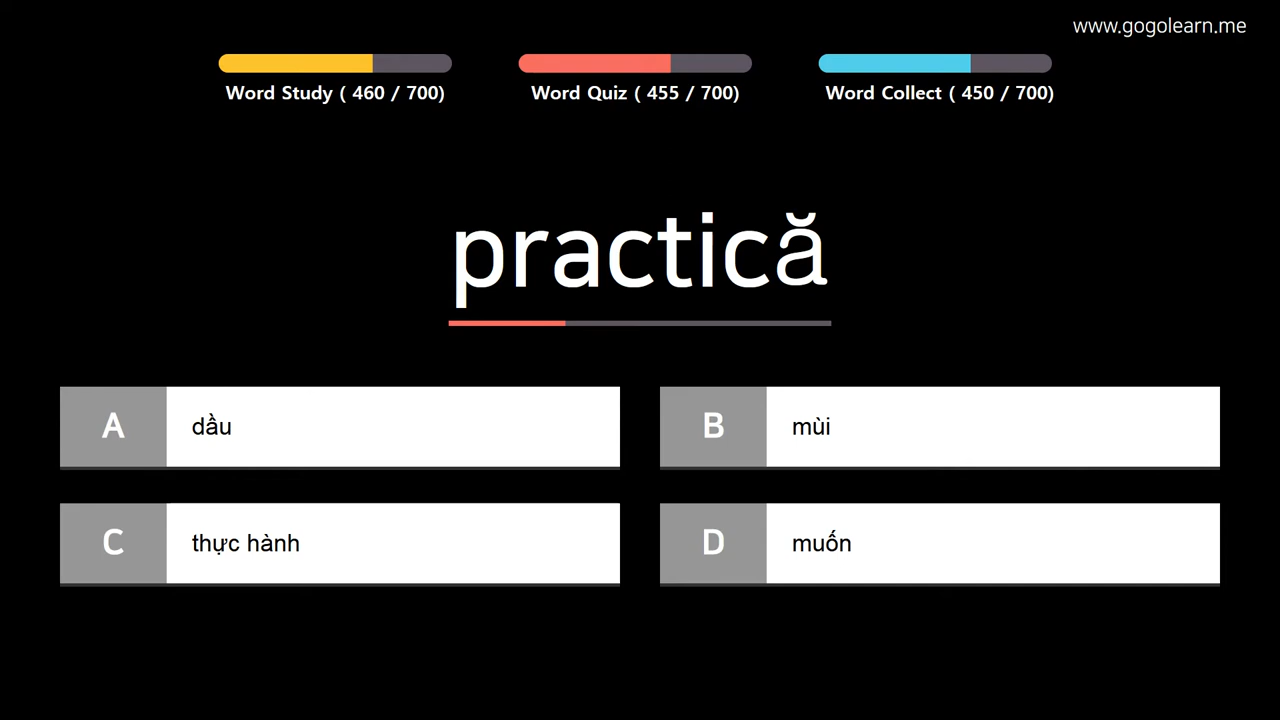 www.gogolearn.me
Word Study ( 460 / 700)
Word Quiz ( 455 / 700)
Word Collect ( 450 / 700)
practică
A dầu
B mùi
C thực hành
D muốn